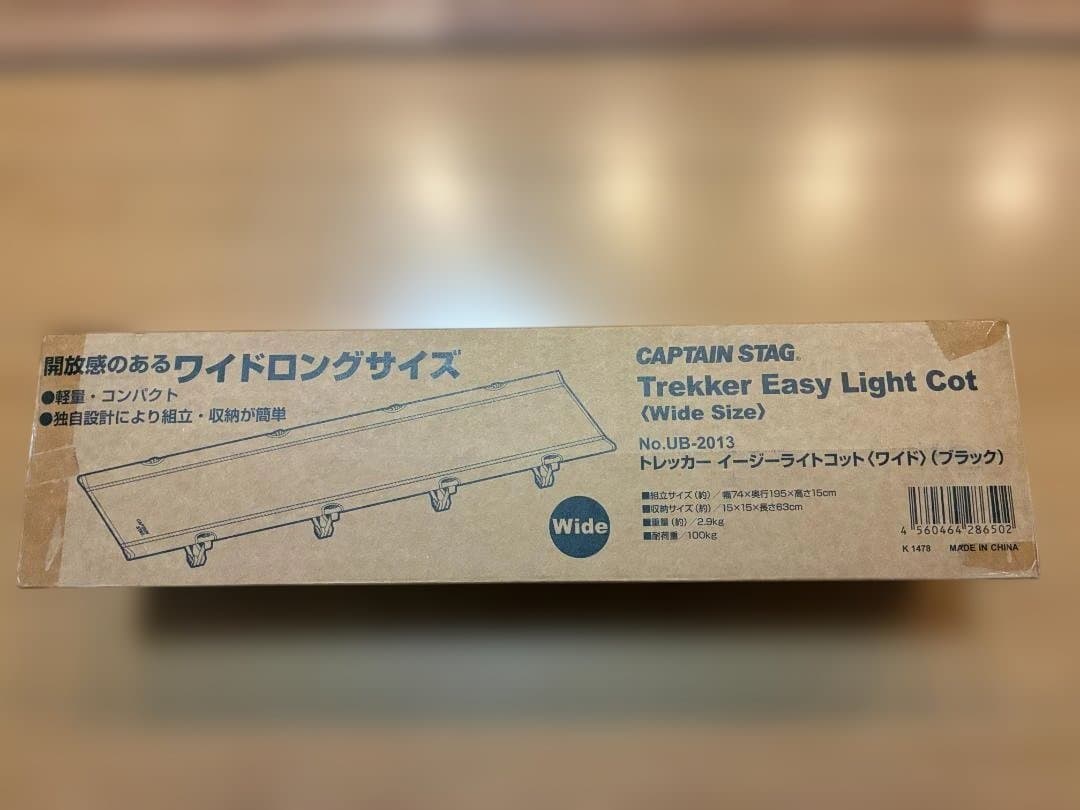 開放感のあるワイドロングサイズ
●軽量・コンパクト
●独自設計により組立・収納が簡単
CAPTAIN STAG®
Trekker Easy Light Cot
〈Wide Size〉
No.UB-2013
トレッカー イージーライトコット〈ワイド〉(ブラック)
■組立サイズ(約)/幅74×奥行195×高さ15cm
■収納サイズ(約)/15×15×長さ63cm
■重量(約)/2.9kg
■耐荷重/100kg
Wide
4 560464 286502
K 1478 MADE IN CHINA